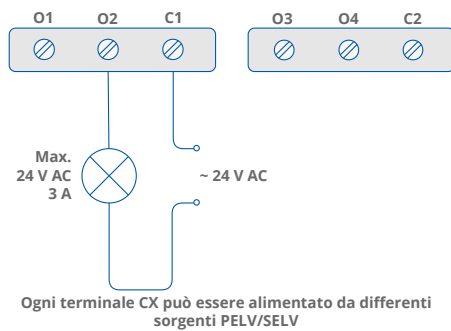 O1 O2 C1 O3 O4 C2
Max.
24 V AC
3 A
~ 24 V AC
Ogni terminale CX può essere alimentato da differenti
sorgenti PELV/SELV